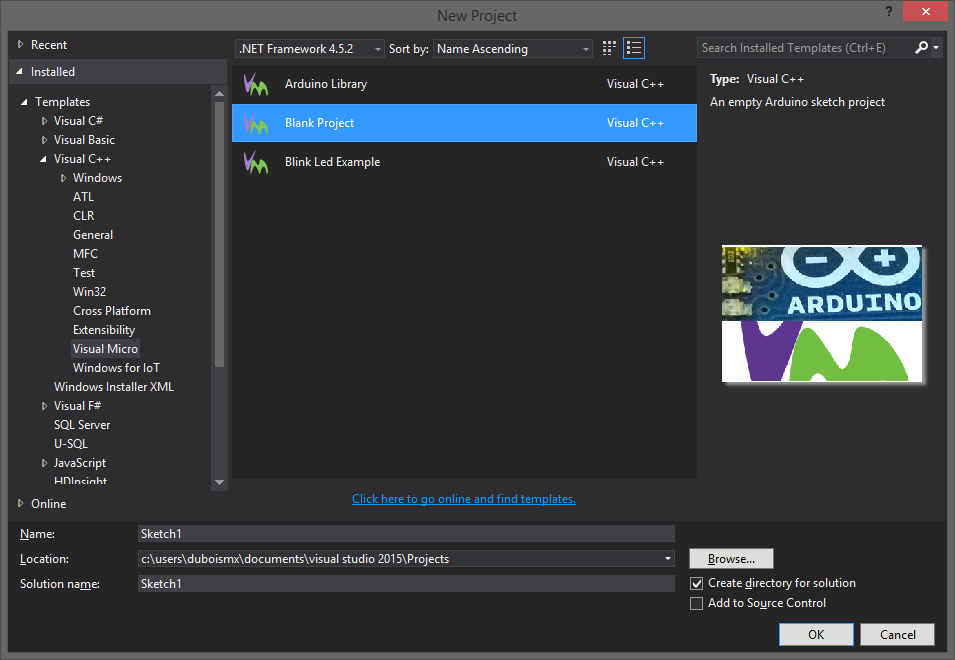 New Project
?
Recent
Installed
.NET Framework 4.5.2
Sort by:
Name Ascending
Search Installed Templates (Ctrl+E)
Templates
Visual C#
Visual Basic
Visual C++
Windows
ATL
CLR
General
MFC
Test
Win32
Cross Platform
Extensibility
Visual Micro
Windows for IoT
Windows Installer XML
Visual F#
SQL Server
U-SQL
JavaScript
HDInsight
Online
Arduino Library Visual C++
Blank Project Visual C++
Blink Led Example Visual C++
Click here to go online and find templates.
Type: Visual C++
An empty Arduino sketch project
ARDUINO
Name: Sketch1
Location: c:\users\duboismx\documents\visual studio 2015\Projects
Browse...
Solution name: Sketch1
Create directory for solution
Add to Source Control
OK
Cancel